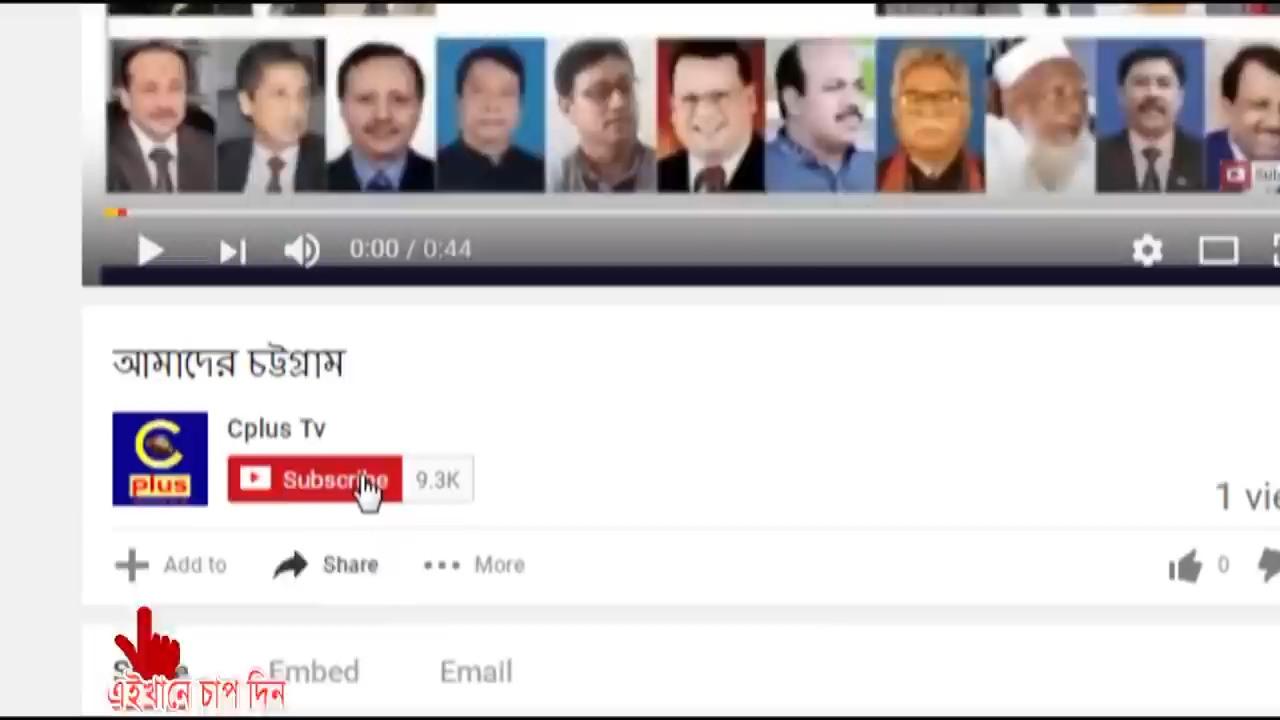 0:00 / 0:44
আমাদের চট্টগ্রাম
C
plus
Cplus Tv
Subscribe 9.3K
1 vie
Add to Share More 0
Embed Email
এইখানে চাপ দিন